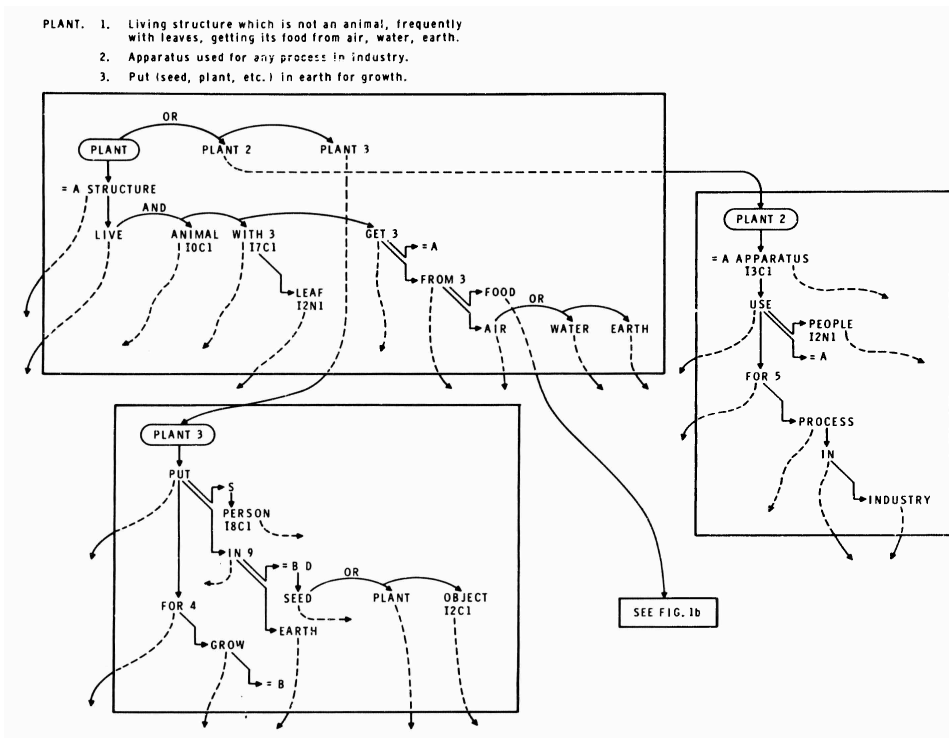 PLANT. 1. Living structure which is not an animal, frequently
with leaves, getting its food from air, water, earth.
2. Apparatus used for any process in industry.
3. Put (seed, plant, etc.) in earth for growth.
OR
PLANT
PLANT 2
PLANT 3
= A STRUCTURE
AND
LIVE
ANIMAL
I0C1
WITH 3
I7C1
GET 3
= A
FROM 3
LEAF
I2N1
FOOD
OR
AIR
WATER
EARTH
PLANT 2
= A APPARATUS
I3C1
USE
PEOPLE
I2N1
= A
FOR 5
PROCESS
IN
INDUSTRY
PLANT 3
PUT
S
PERSON
I8C1
IN 9
= B D
OR
SEED
PLANT
OBJECT
I2C1
FOR 4
EARTH
GROW
= B
SEE FIG. 1b